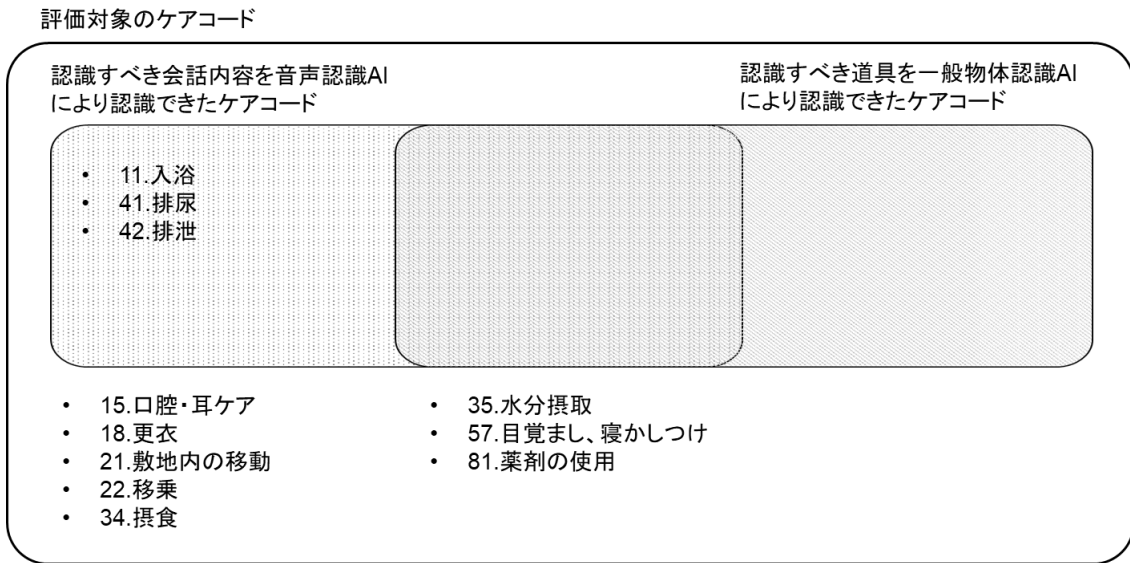 評価対象のケアコード
認識すべき会話内容を音声認識AI
により認識できたケアコード
認識すべき道具を一般物体認識AI
により認識できたケアコード
• 11.入浴
• 41.排尿
• 42.排泄
• 15.口腔・耳ケア
• 18.更衣
• 21.敷地内の移動
• 22.移乗
• 34.摂食
• 35.水分摂取
• 57.目覚まし、寝かしつけ
• 81.薬剤の使用